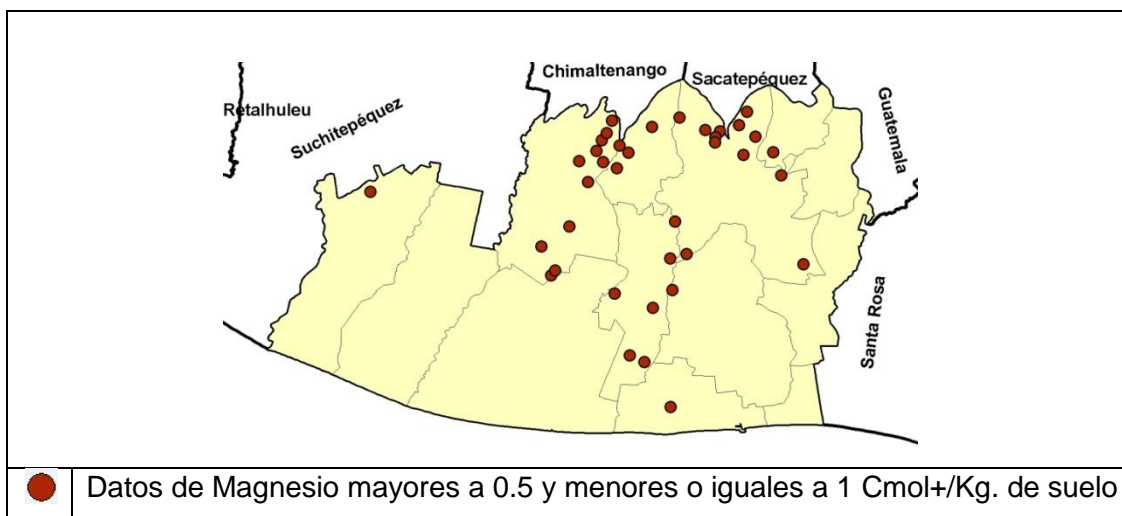 Chimaltenango
Sacatepéquez
Retalhuleu
Suchitepéquez
Guatemala
Santa Rosa
Datos de Magnesio mayores a 0.5 y menores o iguales a 1 Cmol+/Kg. de suelo